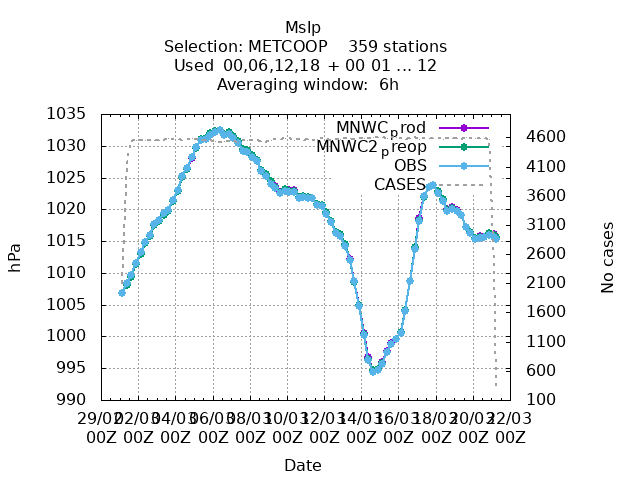 Mslp
Selection: METCOOP    359 stations
Used  00,06,12,18  + 00 01 ... 12
Averaging window:  6h
MNWC_prod
MNWC2_preop
OBS
CASES
hPa
1035
1030
1025
1020
1015
1010
1005
1000
995
990
No cases
4600
4100
3600
3100
2600
2100
1600
1100
600
100
29/02 02/03 04/03 06/03 08/03 10/03 12/03 14/03 16/03 18/03 20/03 22/03
00Z 00Z 00Z 00Z 00Z 00Z 00Z 00Z 00Z 00Z 00Z 00Z
Date